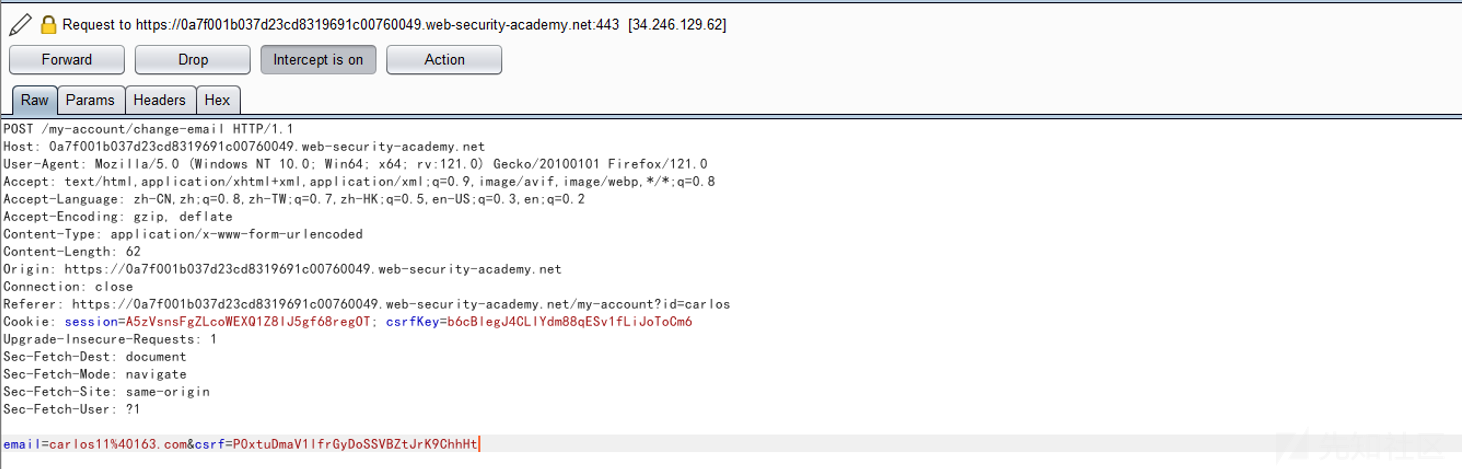 Request to https://0a7f001b037d23cd8319691c00760049.web-security-academy.net:443 [34.246.129.62]
Forward Drop Intercept is on Action
Raw Params Headers Hex
POST /my-account/change-email HTTP/1.1
Host: 0a7f001b037d23cd8319691c00760049.web-security-academy.net
User-Agent: Mozilla/5.0 (Windows NT 10.0; Win64; x64; rv:121.0) Gecko/20100101 Firefox/121.0
Accept: text/html,application/xhtml+xml,application/xml;q=0.9,image/avif,image/webp,*/*;q=0.8
Accept-Language: zh-CN,zh;q=0.8,zh-TW;q=0.7,zh-HK;q=0.5,en-US;q=0.3,en;q=0.2
Accept-Encoding: gzip, deflate
Content-Type: application/x-www-form-urlencoded
Content-Length: 62
Origin: https://0a7f001b037d23cd8319691c00760049.web-security-academy.net
Connection: close
Referer: https://0a7f001b037d23cd8319691c00760049.web-security-academy.net/my-account?id=carlos
Cookie: session=A5zVsnsFgZLcoWEXQ1Z8lJ5gf68regOT; csrfKey=b6cBlegJ4CLlYdm88qESv1fLiJoToCm6
Upgrade-Insecure-Requests: 1
Sec-Fetch-Dest: document
Sec-Fetch-Mode: navigate
Sec-Fetch-Site: same-origin
Sec-Fetch-User: ?1
email=carlos11%40163.com&csrf=P0xtuDmaV1lfrGyDoSSVBZtJrK9ChhHt
先知社区